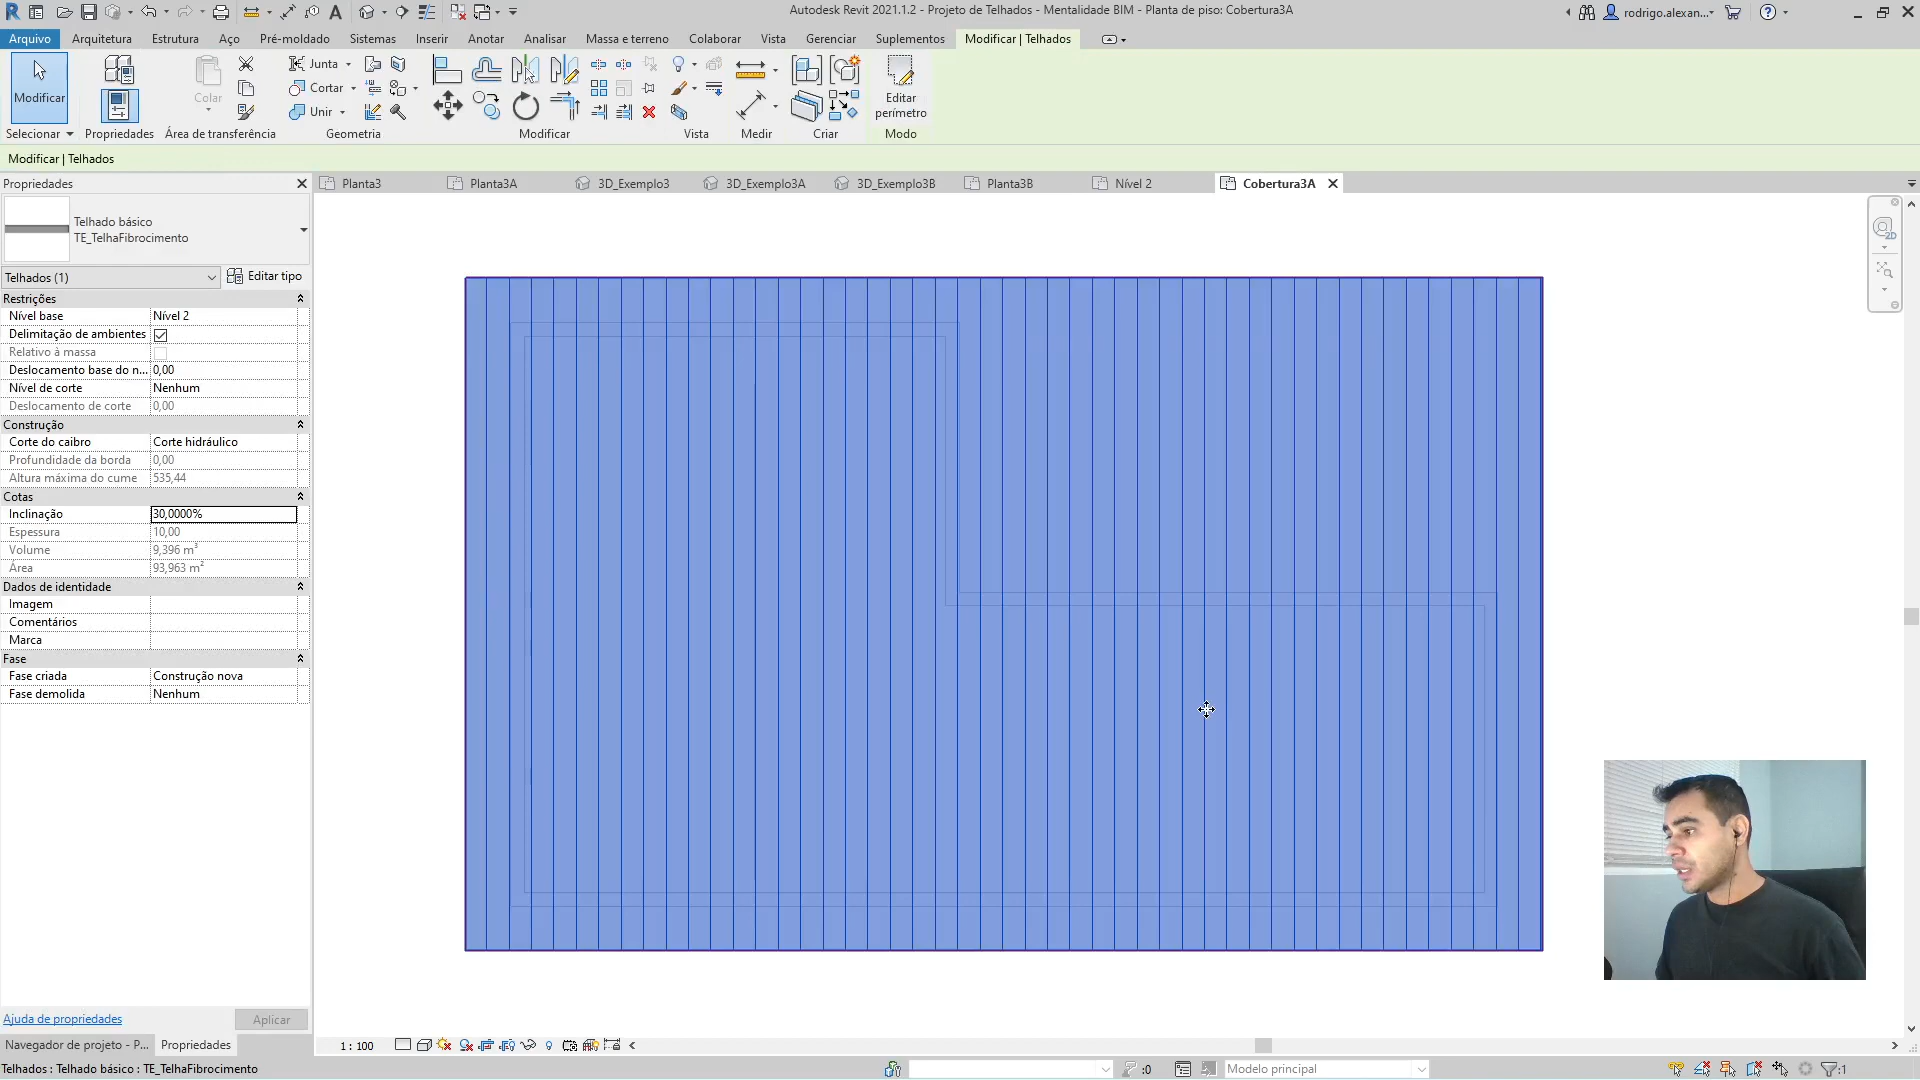 Autodesk Revit 2021.1.2 - Projeto de Telhados - Mentalidade BIM - Planta de piso: Cobertura3A
rodrigo.alexan...
Arquivo Arquitetura Estrutura Aço Pré-moldado Sistemas Inserir Anotar Analisar Massa e terreno Colaborar Vista Gerenciar Suplementos Modificar | Telhados
Modificar
Colar
Junta
Cortar
Unir
Editar
perímetro
Selecionar Propriedades Área de transferência Geometria Modificar Vista Medir Criar Modo
Modificar | Telhados
Propriedades
Planta3 Planta3A 3D_Exemplo3 3D_Exemplo3A 3D_Exemplo3B Planta3B Nível 2 Cobertura3A
Telhado básico
TE_TelhaFibrocimento
Telhados (1) Editar tipo
Restrições
Nível base Nível 2
Delimitação de ambientes
Relativo à massa
Deslocamento base do n... 0,00
Nível de corte Nenhum
Deslocamento de corte 0,00
Construção
Corte do caibro Corte hidráulico
Profundidade da borda 0,00
Altura máxima do cume 535,44
Cotas
Inclinação 30,0000%
Espessura 10,00
Volume 9,396 m³
Área 93,963 m²
Dados de identidade
Imagem
Comentários
Marca
Fase
Fase criada Construção nova
Fase demolida Nenhum
2D
Ajuda de propriedades Aplicar
Navegador de projeto - P... Propriedades
1 : 100
Telhados : Telhado básico : TE_TelhaFibrocimento
:0
Modelo principal
:1